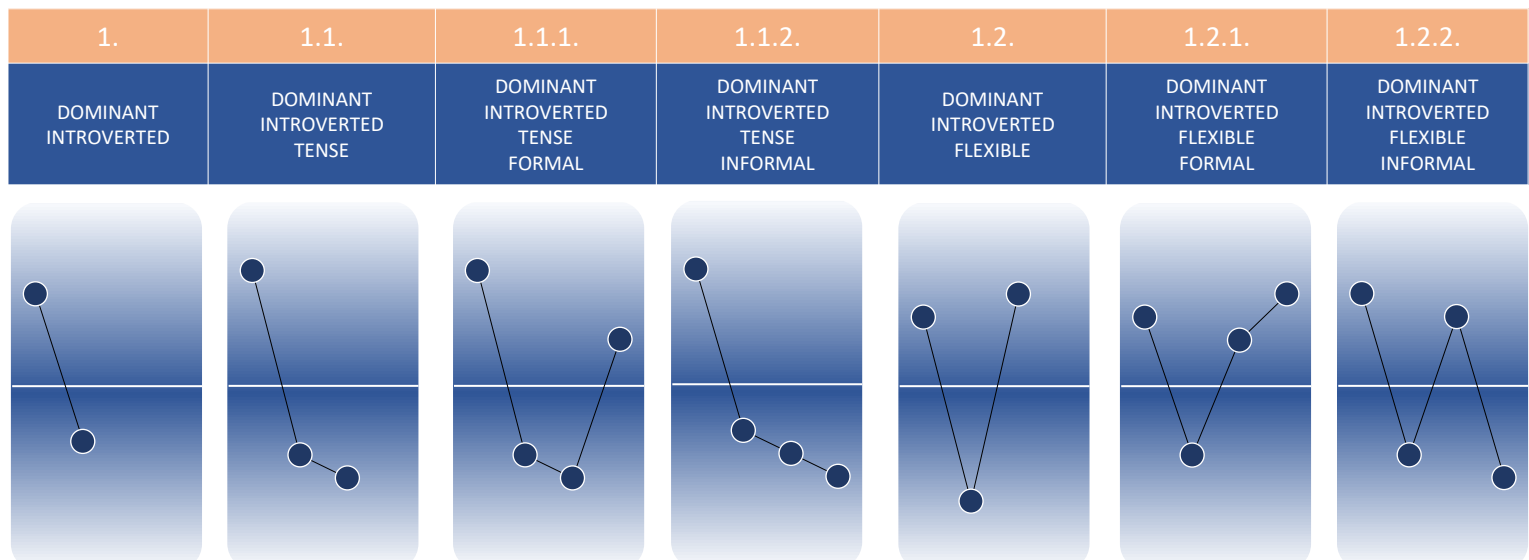 1.
1.1.
1.1.1.
1.1.2.
1.2.
1.2.1.
1.2.2.
DOMINANT
INTROVERTED
DOMINANT
INTROVERTED
TENSE
DOMINANT
INTROVERTED
TENSE
FORMAL
DOMINANT
INTROVERTED
TENSE
INFORMAL
DOMINANT
INTROVERTED
FLEXIBLE
DOMINANT
INTROVERTED
FLEXIBLE
FORMAL
DOMINANT
INTROVERTED
FLEXIBLE
INFORMAL